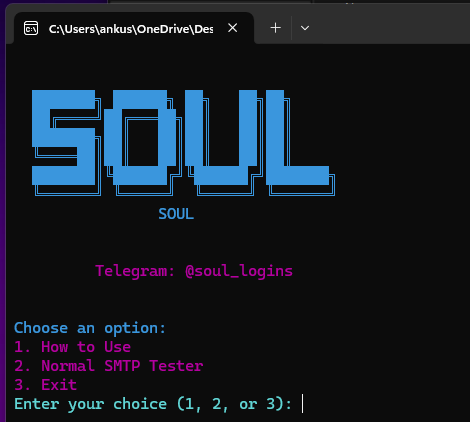 C:\Users\ankus\OneDrive\Des
SOUL
SOUL
Telegram: @soul_logins
Choose an option:
1. How to Use
2. Normal SMTP Tester
3. Exit
Enter your choice (1, 2, or 3):